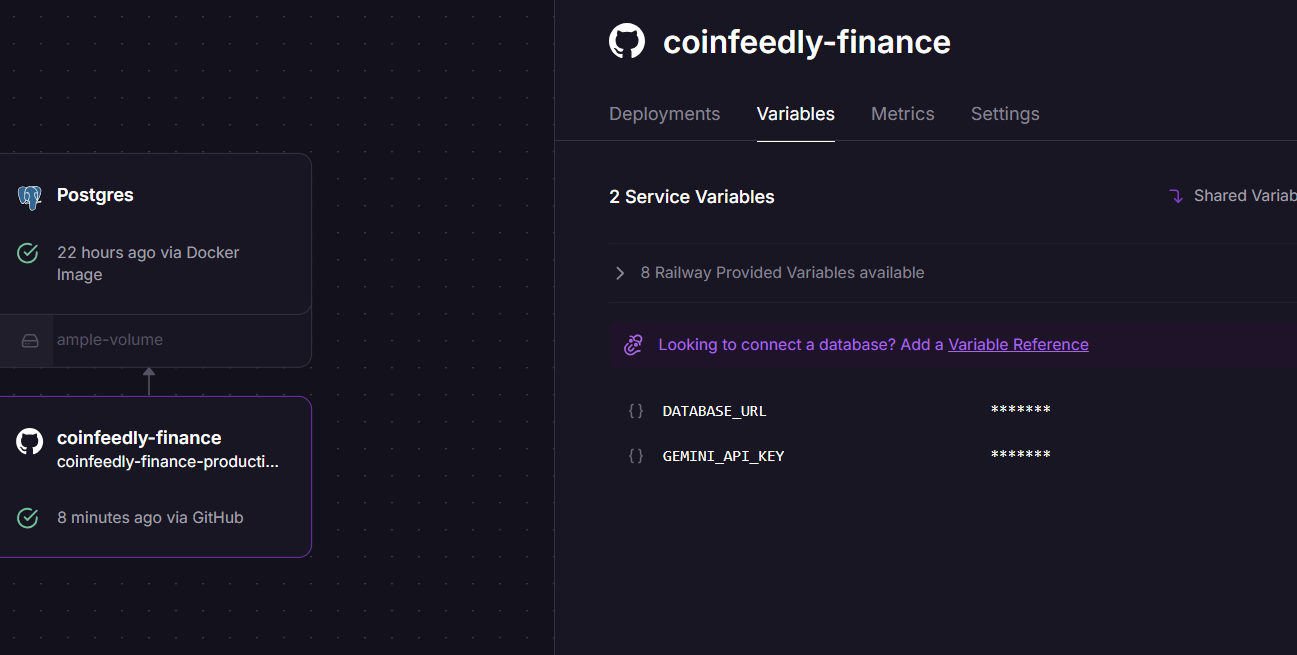 Postgres
22 hours ago via Docker
Image
ample-volume
coinfeedly-finance
coinfeedly-finance-producti...
8 minutes ago via GitHub
coinfeedly-finance
Deployments Variables Metrics Settings
2 Service Variables
Shared Variab
8 Railway Provided Variables available
Looking to connect a database? Add a Variable Reference
{ } DATABASE_URL *******
{ } GEMINI_API_KEY *******